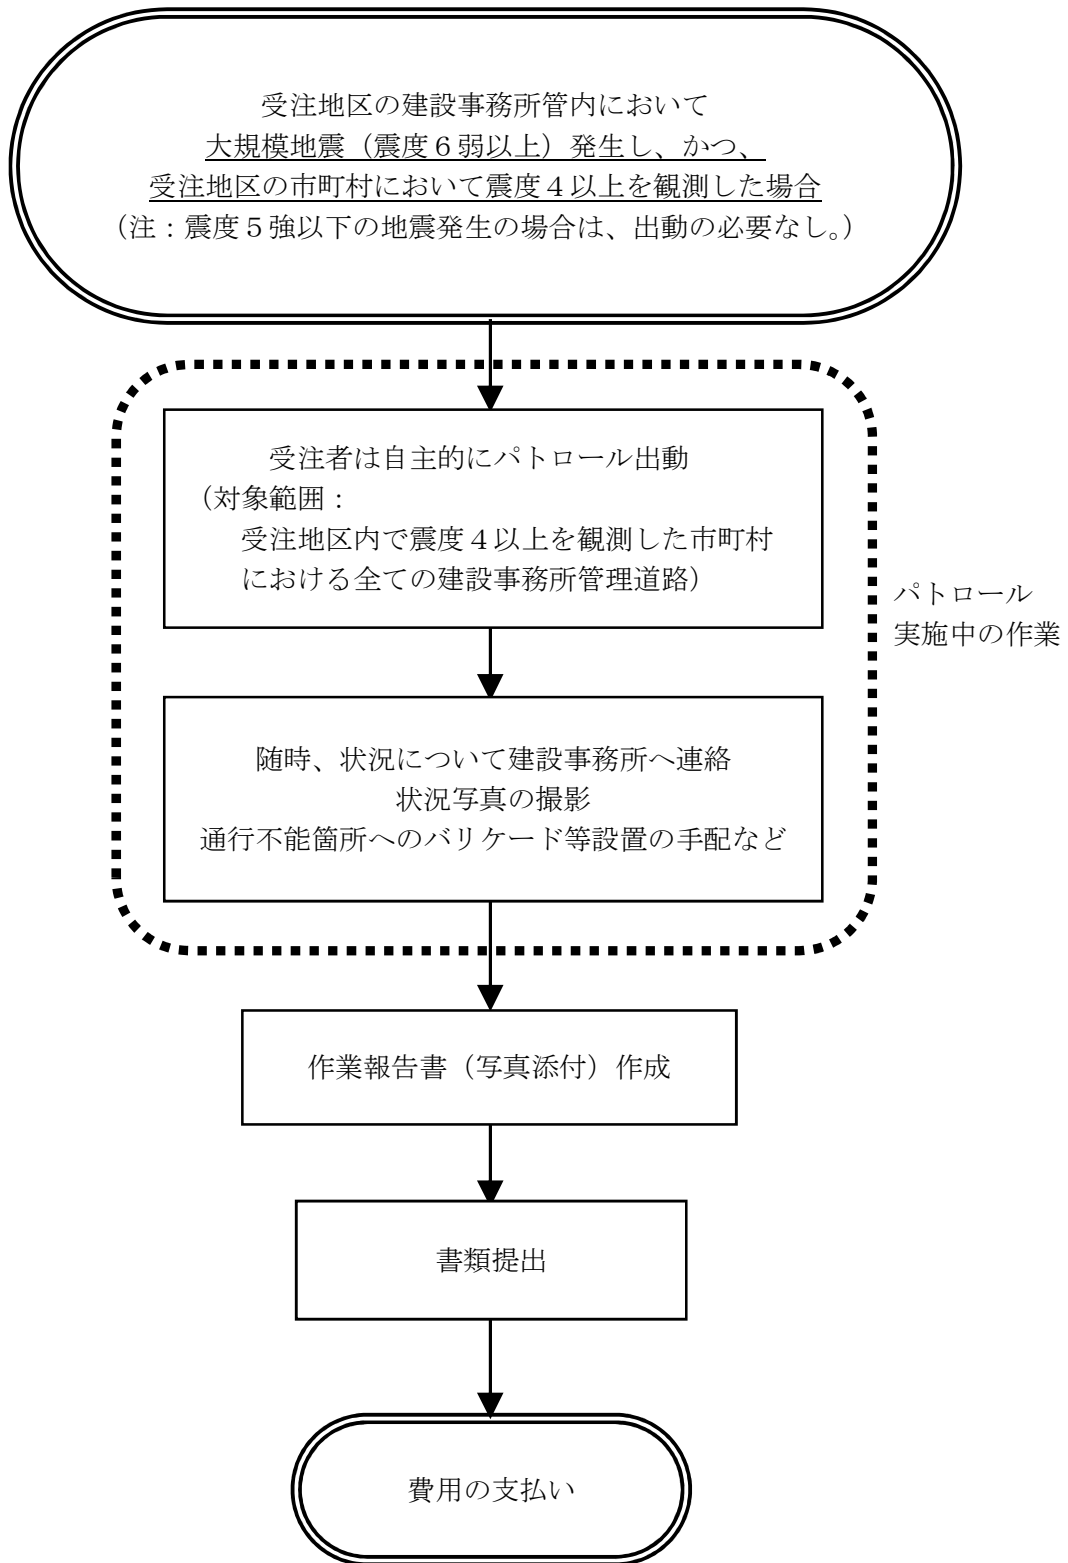 受注地区の建設事務所管内において
大規模地震（震度６弱以上）発生し、かつ、
受注地区の市町村において震度４以上を観測した場合
（注：震度５強以下の地震発生の場合は、出動の必要なし。）
受注者は自主的にパトロール出動
（対象範囲：
受注地区内で震度４以上を観測した市町村
における全ての建設事務所管理道路）
パトロール
実施中の作業
随時、状況について建設事務所へ連絡
状況写真の撮影
通行不能箇所へのバリケード等設置の手配など
作業報告書（写真添付）作成
書類提出
費用の支払い